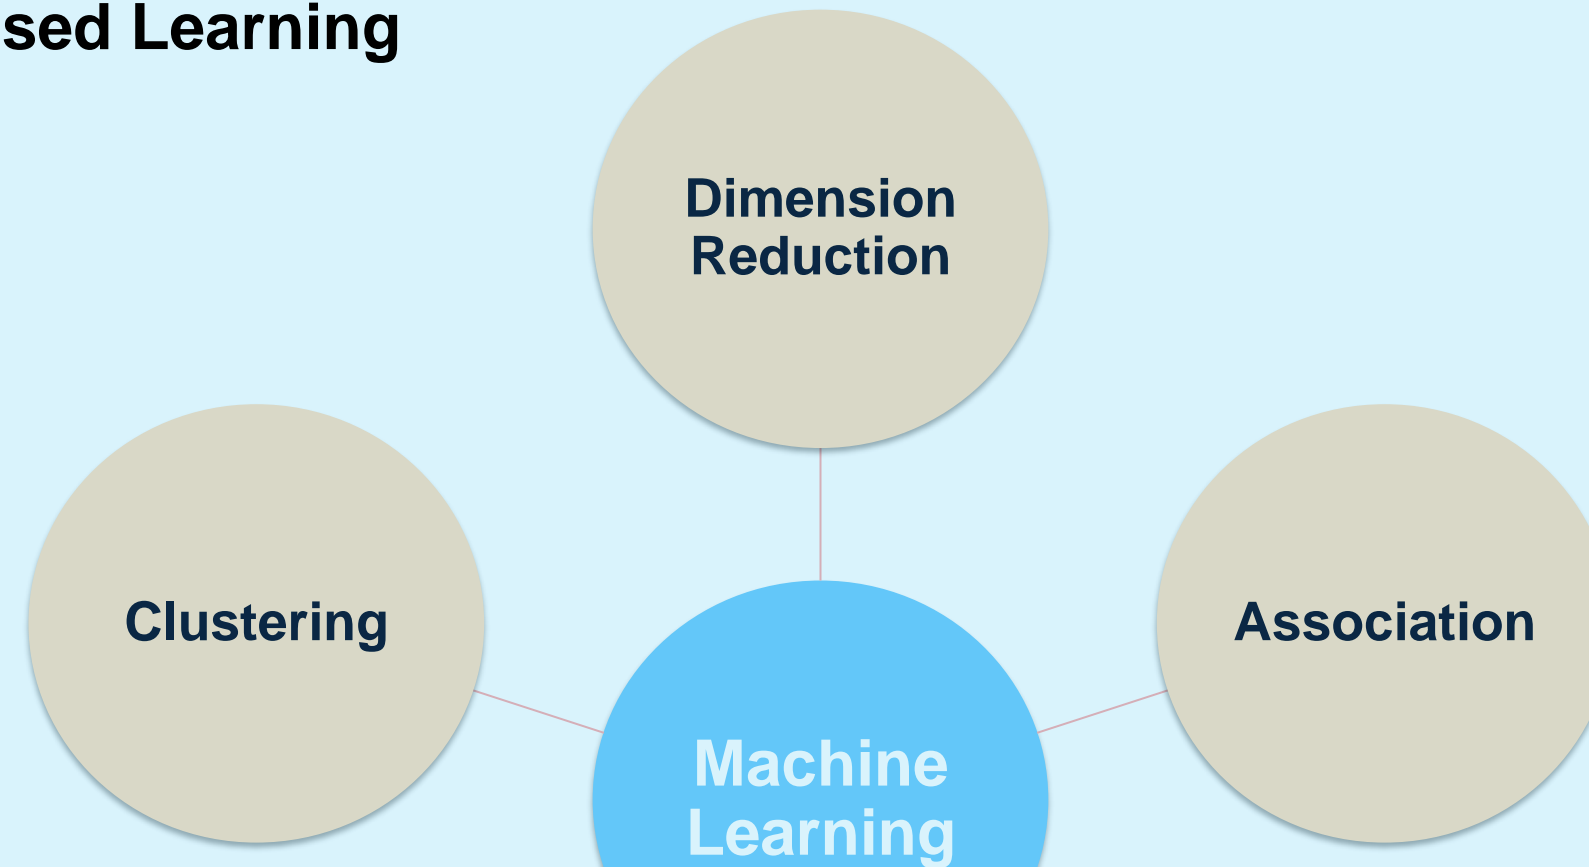 sed Learning
Dimension
Reduction
Clustering
Association
Machine
Learning